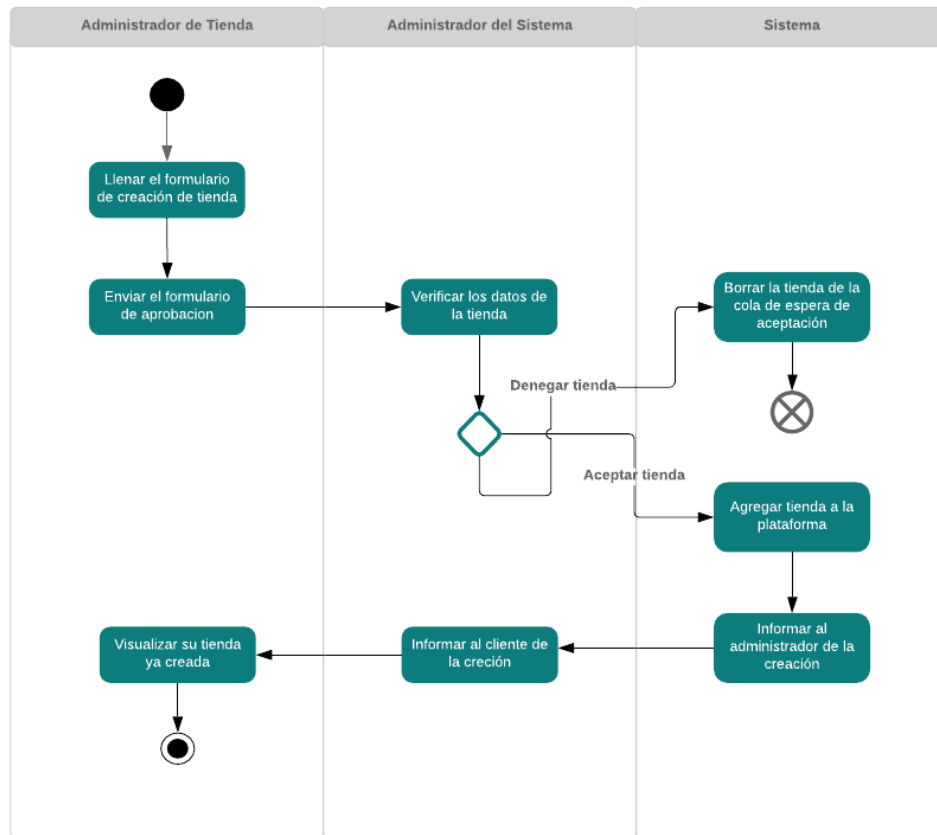 Administrador de Tienda
Administrador del Sistema
Sistema
Llenar el formulario
de creación de tienda
Enviar el formulario
de aprobacion
Verificar los datos de
la tienda
Borrar la tienda de la
cola de espera de
aceptación
Denegar tienda
Aceptar tienda
Agregar tienda a la
plataforma
Visualizar su tienda
ya creada
Informar al cliente de
la creción
Informar al
administrador de la
creación